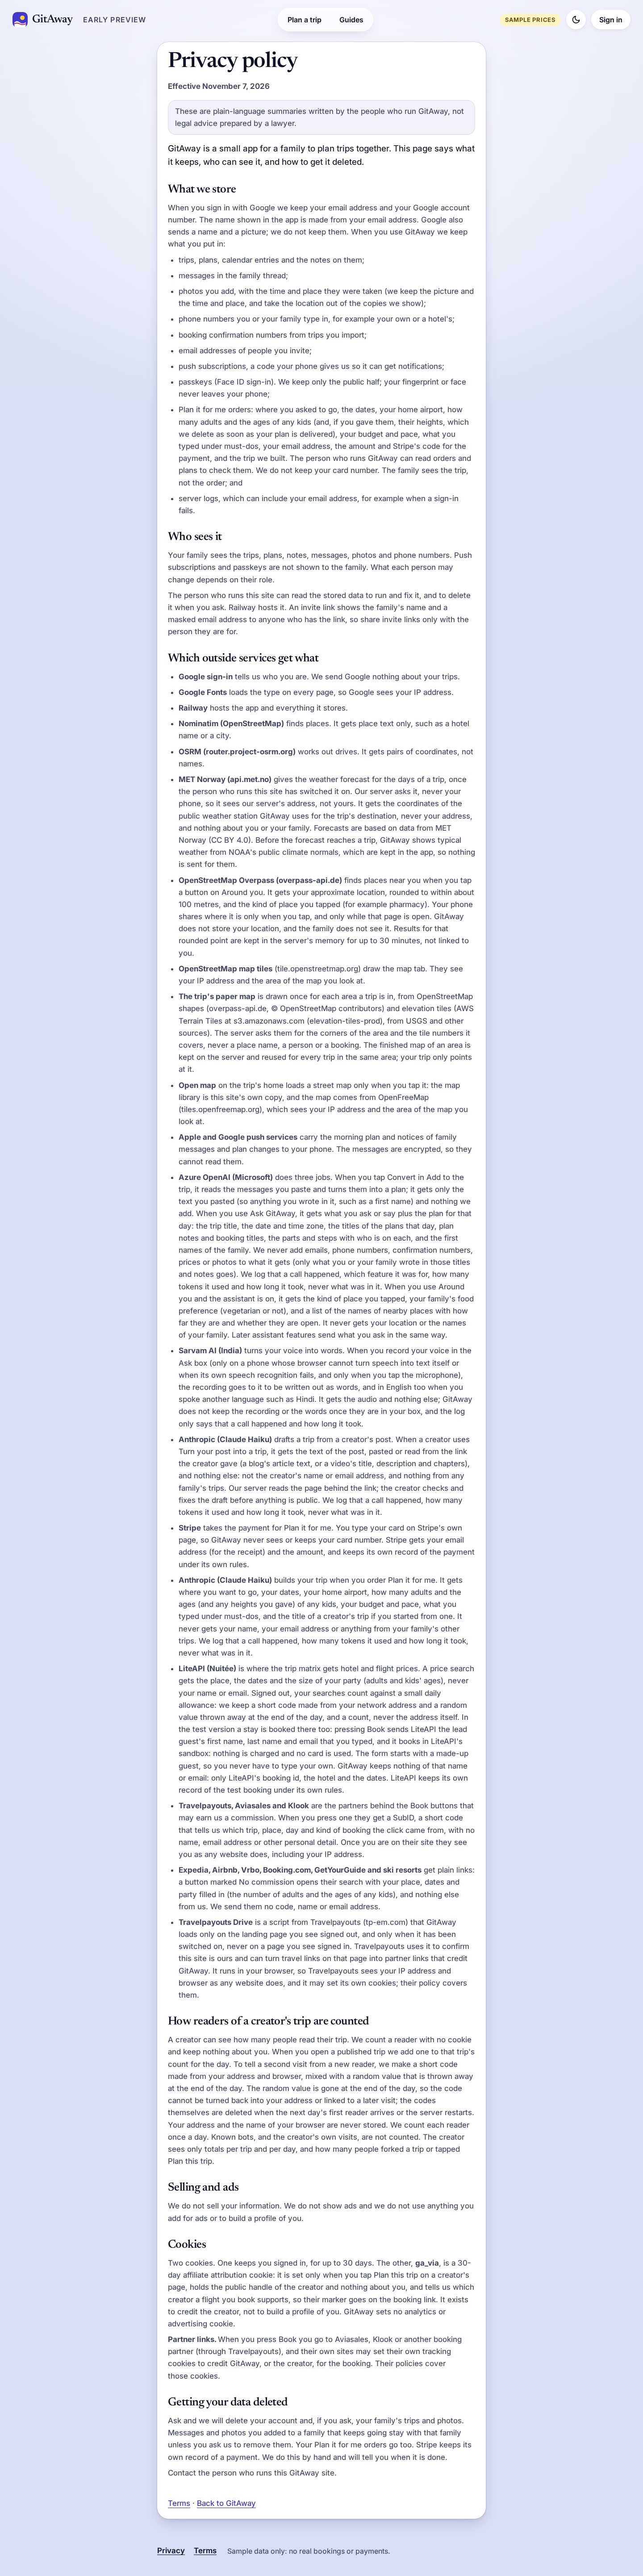 GitAway
EARLY PREVIEW
Plan a trip
Guides
SAMPLE PRICES
Sign in
Privacy policy
Effective November 7, 2026
These are plain-language summaries written by the people who run GitAway, not
legal advice prepared by a lawyer.
GitAway is a small app for a family to plan trips together. This page says what
it keeps, who can see it, and how to get it deleted.
What we store
When you sign in with Google we keep your email address and your Google account
number. The name shown in the app is made from your email address. Google also
sends a name and a picture; we do not keep them. When you use GitAway we keep
what you put in:
• trips, plans, calendar entries and the notes on them;
• messages in the family thread;
• photos you add, with the time and place they were taken (we keep the picture and
the time and place, and take the location out of the copies we show);
• phone numbers you or your family type in, for example your own or a hotel's;
• booking confirmation numbers from trips you import;
• email addresses of people you invite;
• push subscriptions, a code your phone gives us so it can get notifications;
• passkeys (Face ID sign-in). We keep only the public half; your fingerprint or face
never leaves your phone;
• Plan it for me orders: where you asked to go, the dates, your home airport, how
many adults and the ages of any kids (and, if you gave them, their heights, which
we delete as soon as your plan is delivered), your budget and pace, what you
typed under must-dos, your email address, the amount and Stripe's code for the
payment, and the trip we built. The person who runs GitAway can read orders and
plans to check them. We do not keep your card number. The family sees the trip,
not the order; and
• server logs, which can include your email address, for example when a sign-in
fails.
Who sees it
Your family sees the trips, plans, notes, messages, photos and phone numbers. Push
subscriptions and passkeys are not shown to the family. What each person may
change depends on their role.
The person who runs this site can read the stored data to run and fix it, and to delete
it when you ask. Railway hosts it. An invite link shows the family's name and a
masked email address to anyone who has the link, so share invite links only with the
person they are for.
Which outside services get what
• Google sign-in tells us who you are. We send Google nothing about your trips.
• Google Fonts loads the type on every page, so Google sees your IP address.
• Railway hosts the app and everything it stores.
• Nominatim (OpenStreetMap) finds places. It gets place text only, such as a hotel
name or a city.
• OSRM (router.project-osrm.org) works out drives. It gets pairs of coordinates, not
names.
• MET Norway (api.met.no) gives the weather forecast for the days of a trip, once
the person who runs this site has switched it on. Our server asks it, never your
phone, so it sees our server's address, not yours. It gets the coordinates of the
public weather station GitAway uses for the trip's destination, never your address,
and nothing about you or your family. Forecasts are based on data from MET
Norway (CC BY 4.0). Before the forecast reaches a trip, GitAway shows typical
weather from NOAA's public climate normals, which are kept in the app, so nothing
is sent for them.
• OpenStreetMap Overpass (overpass-api.de) finds places near you when you tap
a button on Around you. It gets your approximate location, rounded to within about
100 metres, and the kind of place you tapped (for example pharmacy). Your phone
shares where it is only when you tap, and only while that page is open. GitAway
does not store your location, and the family does not see it. Results for that
rounded point are kept in the server's memory for up to 30 minutes, not linked to
you.
• OpenStreetMap map tiles (tile.openstreetmap.org) draw the map tab. They see
your IP address and the area of the map you look at.
• The trip's paper map is drawn once for each area a trip is in, from OpenStreetMap
shapes (overpass-api.de, © OpenStreetMap contributors) and elevation tiles (AWS
Terrain Tiles at s3.amazonaws.com (elevation-tiles-prod), from USGS and other
sources). The server asks them for the corners of the area and the tile numbers it
covers, never a place name, a person or a booking. The finished map of an area is
kept on the server and reused for every trip in the same area; your trip only points
at it.
• Open map on the trip's home loads a street map only when you tap it: the map
library is this site's own copy, and the map comes from OpenFreeMap
(tiles.openfreemap.org), which sees your IP address and the area of the map you
look at.
• Apple and Google push services carry the morning plan and notices of family
messages and plan changes to your phone. The messages are encrypted, so they
cannot read them.
• Azure OpenAI (Microsoft) does three jobs. When you tap Convert in Add to the
trip, it reads the messages you paste and turns them into a plan; it gets only the
text you pasted (so anything you wrote in it, such as a first name) and nothing we
add. When you use Ask GitAway, it gets what you ask or say plus the plan for that
day: the trip title, the date and time zone, the titles of the plans that day, plan
notes and booking titles, the parts and steps with who is on each, and the first
names of the family. We never add emails, phone numbers, confirmation numbers,
prices or photos to what it gets (only what you or your family wrote in those titles
and notes goes). We log that a call happened, which feature it was for, how many
tokens it used and how long it took, never what was in it. When you use Around
you and the assistant is on, it gets the kind of place you tapped, your family's food
preference (vegetarian or not), and a list of the names of nearby places with how
far they are and whether they are open. It never gets your location or the names
of your family. Later assistant features send what you ask in the same way.
• Sarvam AI (India) turns your voice into words. When you record your voice in the
Ask box (only on a phone whose browser cannot turn speech into text itself or
when its own speech recognition fails, and only when you tap the microphone),
the recording goes to it to be written out as words, and in English too when you
spoke another language such as Hindi. It gets the audio and nothing else; GitAway
does not keep the recording or the words once they are in your box, and the log
only says that a call happened and how long it took.
• Anthropic (Claude Haiku) drafts a trip from a creator's post. When a creator uses
Turn your post into a trip, it gets the text of the post, pasted or read from the link
the creator gave (a blog's article text, or a video's title, description and chapters),
and nothing else: not the creator's name or email address, and nothing from any
family's trips. Our server reads the page behind the link; the creator checks and
fixes the draft before anything is public. We log that a call happened, how many
tokens it used and how long it took, never what was in it.
• Stripe takes the payment for Plan it for me. You type your card on Stripe's own
page, so GitAway never sees or keeps your card number. Stripe gets your email
address (for the receipt) and the amount, and keeps its own record of the payment
under its own rules.
• Anthropic (Claude Haiku) builds your trip when you order Plan it for me. It gets
where you want to go, your dates, your home airport, how many adults and the
ages (and any heights you gave) of any kids, your budget and pace, what you
typed under must-dos, and the title of a creator's trip if you started from one. It
never gets your name, your email address or anything from your family's other
trips. We log that a call happened, how many tokens it used and how long it took,
never what was in it.
• LiteAPI (Nuitée) is where the trip matrix gets hotel and flight prices. A price search
gets the place, the dates and the size of your party (adults and kids' ages), never
your name or email. Signed out, your searches count against a small daily
allowance: we keep a short code made from your network address and a random
value thrown away at the end of the day, and a count, never the address itself. In
the test version a stay is booked there too: pressing Book sends LiteAPI the lead
guest's first name, last name and email that you typed, and it books in LiteAPI's
sandbox: nothing is charged and no card is used. The form starts with a made-up
guest, so you never have to type your own. GitAway keeps nothing of that name
or email: only LiteAPI's booking id, the hotel and the dates. LiteAPI keeps its own
record of the test booking under its own rules.
• Travelpayouts, Aviasales and Klook are the partners behind the Book buttons that
may earn us a commission. When you press one they get a SubID, a short code
that tells us which trip, place, day and kind of booking the click came from, with no
name, email address or other personal detail. Once you are on their site they see
you as any website does, including your IP address.
• Expedia, Airbnb, Vrbo, Booking.com, GetYourGuide and ski resorts get plain links:
a button marked No commission opens their search with your place, dates and
party filled in (the number of adults and the ages of any kids), and nothing else
from us. We send them no code, name or email address.
• Travelpayouts Drive is a script from Travelpayouts (tp-em.com) that GitAway
loads only on the landing page you see signed out, and only when it has been
switched on, never on a page you see signed in. Travelpayouts uses it to confirm
this site is ours and can turn travel links on that page into partner links that credit
GitAway. It runs in your browser, so Travelpayouts sees your IP address and
browser as any website does, and it may set its own cookies; their policy covers
them.
How readers of a creator's trip are counted
A creator can see how many people read their trip. We count a reader with no cookie
and keep nothing about you. When you open a published trip we add one to that trip's
count for the day. To tell a second visit from a new reader, we make a short code
made from your address and browser, mixed with a random value that is thrown away
at the end of the day. The random value is gone at the end of the day, so the code
cannot be turned back into your address or linked to a later visit; the codes
themselves are deleted when the next day's first reader arrives or the server restarts.
Your address and the name of your browser are never stored. We count each reader
once a day. Known bots, and the creator's own visits, are not counted. The creator
sees only totals per trip and per day, and how many people forked a trip or tapped
Plan this trip.
Selling and ads
We do not sell your information. We do not show ads and we do not use anything you
add for ads or to build a profile of you.
Cookies
Two cookies. One keeps you signed in, for up to 30 days. The other, ga_via, is a 30-
day affiliate attribution cookie: it is set only when you tap Plan this trip on a creator's
page, holds the public handle of the creator and nothing about you, and tells us which
creator a flight you book supports, so their marker goes on the booking link. It exists
to credit the creator, not to build a profile of you. GitAway sets no analytics or
advertising cookie.
Partner links. When you press Book you go to Aviasales, Klook or another booking
partner (through Travelpayouts), and their own sites may set their own tracking
cookies to credit GitAway, or the creator, for the booking. Their policies cover
those cookies.
Getting your data deleted
Ask and we will delete your account and, if you ask, your family's trips and photos.
Messages and photos you added to a family that keeps going stay with that family
unless you ask us to remove them. Your Plan it for me orders go too. Stripe keeps its
own record of a payment. We do this by hand and will tell you when it is done.
Contact the person who runs this GitAway site.
Terms · Back to GitAway
Privacy
Terms
Sample data only: no real bookings or payments.